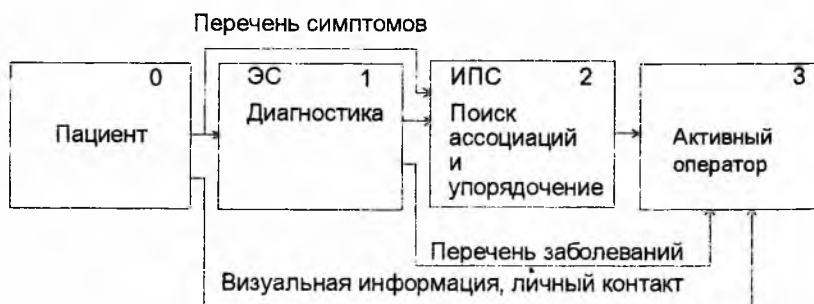 Перечень симптомов
0
Пациент
ЭС 1
Диагностика
ИПС 2
Поиск
ассоциаций
и
упорядочение
3
Активный
оператор
Перечень заболеваний
Визуальная информация, личный контакт